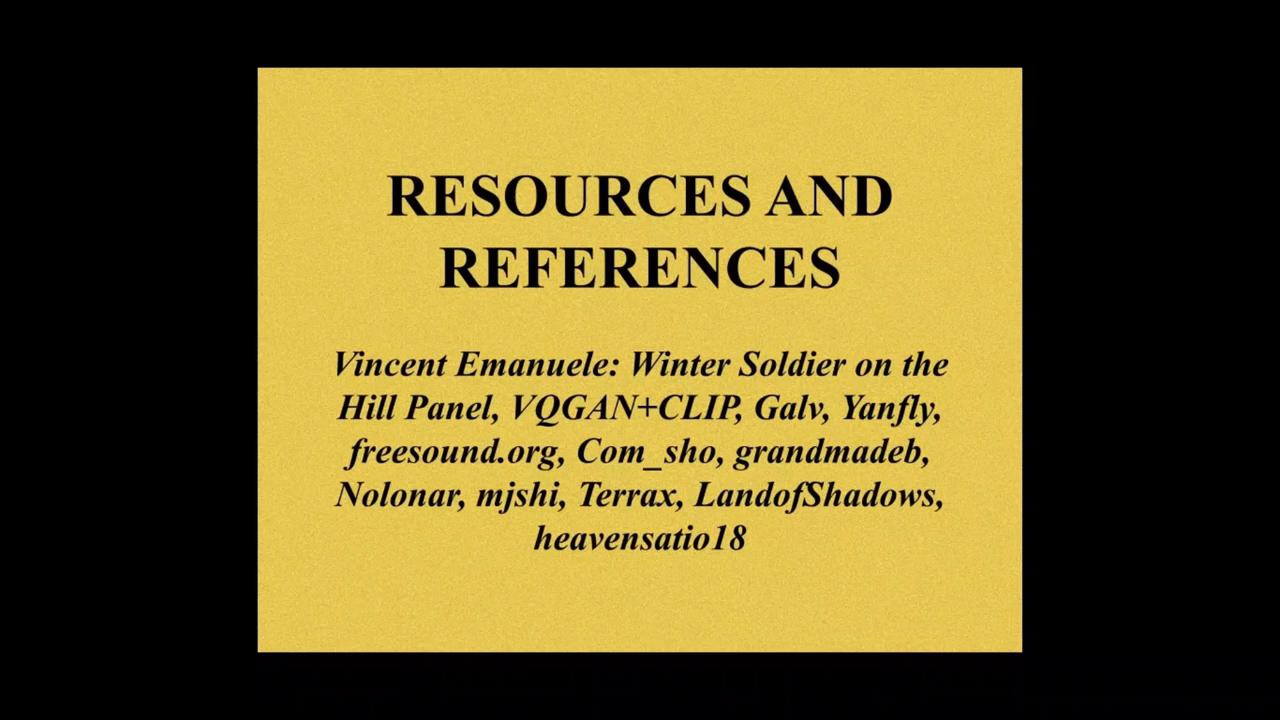 RESOURCES AND
REFERENCES
Vincent Emanuele: Winter Soldier on the
Hill Panel, VQGAN+CLIP, Galv, Yanfly,
freesound.org, Com_sho, grandmadeb,
Nolonar, mjshi, Terrax, LandofShadows,
heavensatio18